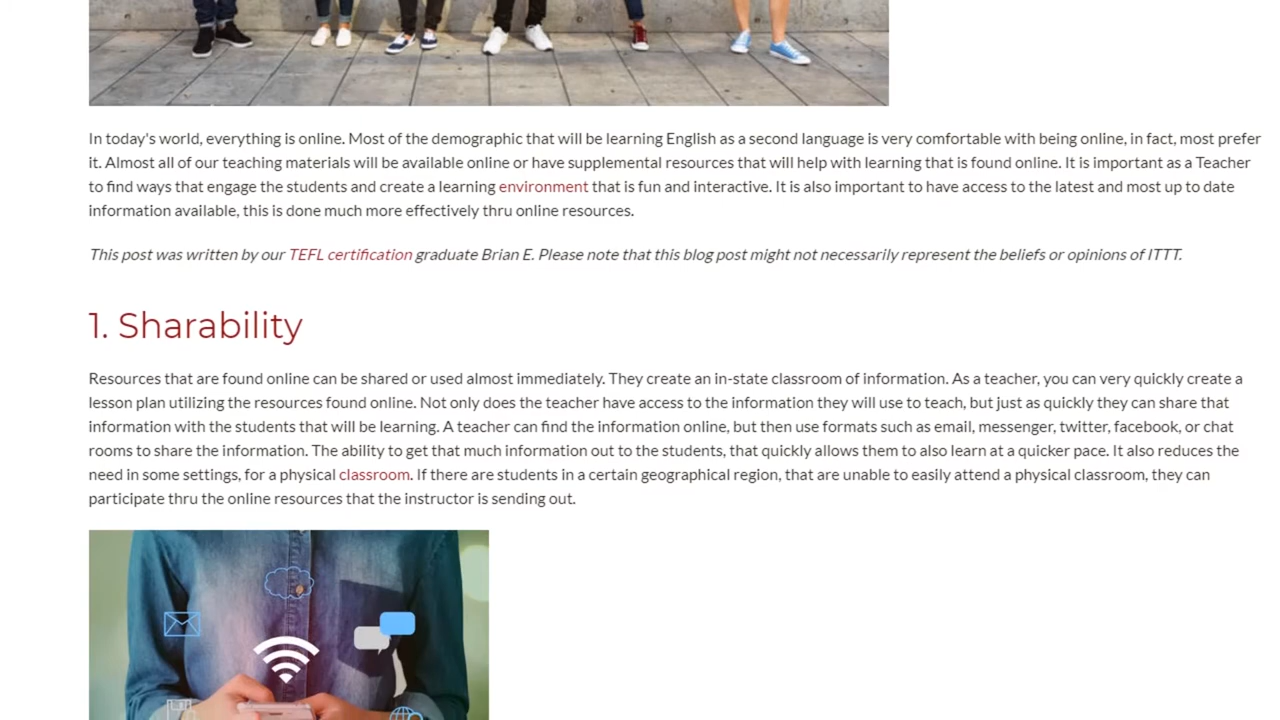 In today's world, everything is online. Most of the demographic that will be learning English as a second language is very comfortable with being online, in fact, most prefer
it. Almost all of our teaching materials will be available online or have supplemental resources that will help with learning that is found online. It is important as a Teacher
to find ways that engage the students and create a learning environment that is fun and interactive. It is also important to have access to the latest and most up to date
information available, this is done much more effectively thru online resources.
This post was written by our TEFL certification graduate Brian E. Please note that this blog post might not necessarily represent the beliefs or opinions of ITTT.
1. Sharability
Resources that are found online can be shared or used almost immediately. They create an in-state classroom of information. As a teacher, you can very quickly create a
lesson plan utilizing the resources found online. Not only does the teacher have access to the information they will use to teach, but just as quickly they can share that
information with the students that will be learning. A teacher can find the information online, but then use formats such as email, messenger, twitter, facebook, or chat
rooms to share the information. The ability to get that much information out to the students, that quickly allows them to also learn at a quicker pace. It also reduces the
need in some settings, for a physical classroom. If there are students in a certain geographical region, that are unable to easily attend a physical classroom, they can
participate thru the online resources that the instructor is sending out.